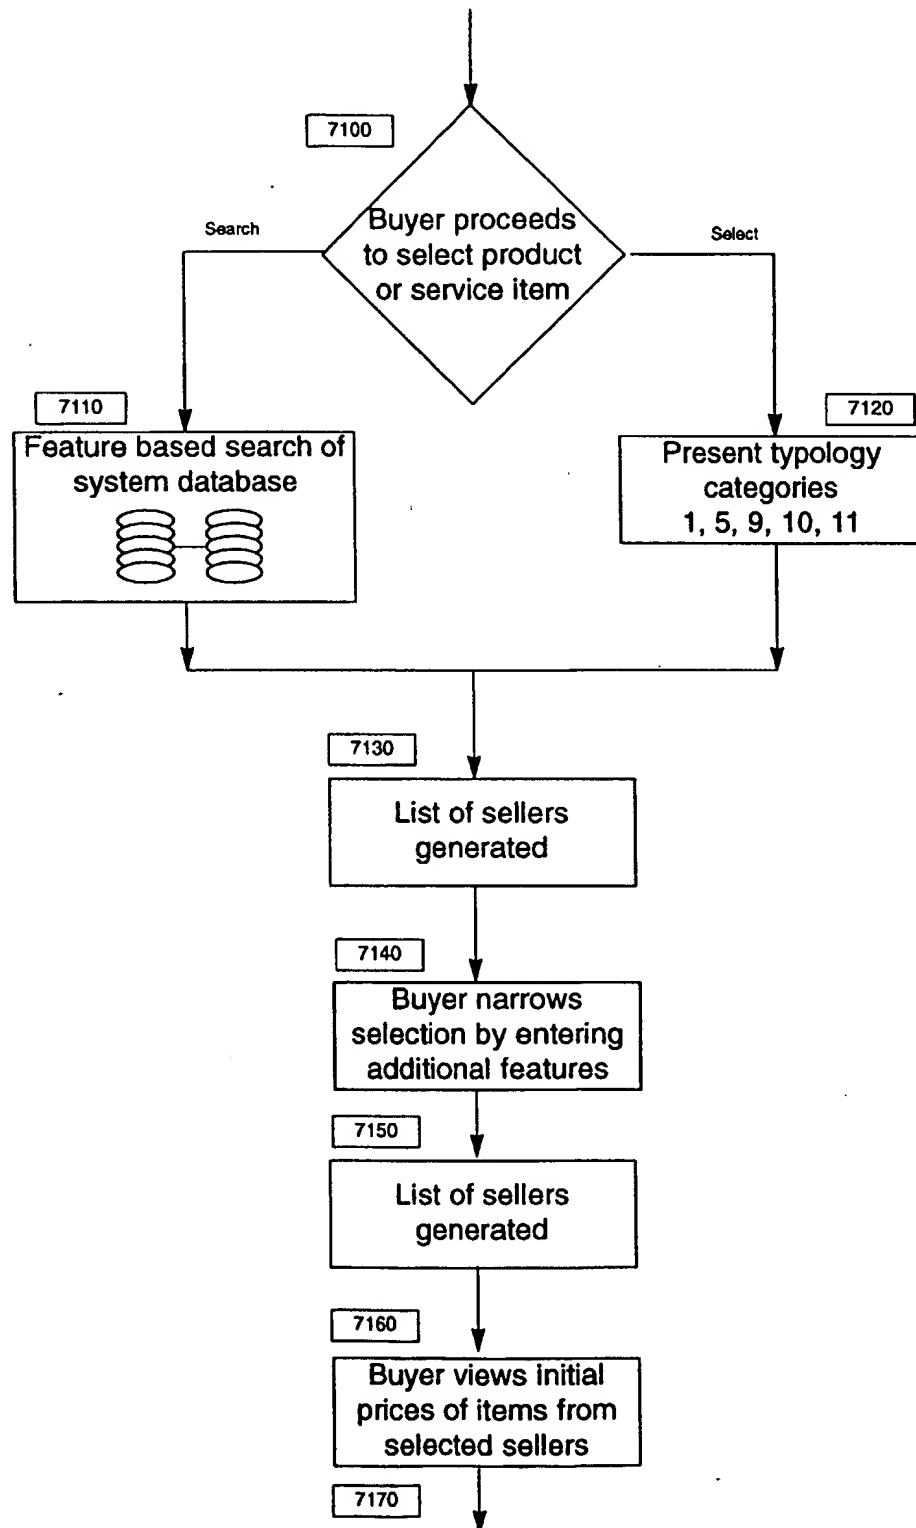 7100
Buyer proceeds
to select product
or service item
Search
Select
7110
Feature based search of
system database
7120
Present typology
categories
1, 5, 9, 10, 11
7130
List of sellers
generated
7140
Buyer narrows
selection by entering
additional features
7150
List of sellers
generated
7160
Buyer views initial
prices of items from
selected sellers
7170